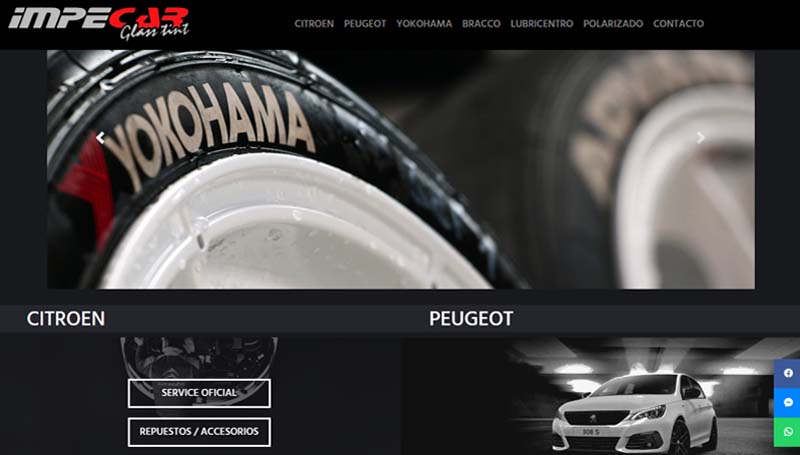 IMPECAR
Glass tint
CITROEN PEUGEOT YOKOHAMA BRACCO LUBRICENTRO POLARIZADO CONTACTO
YOKOHAMA
CITROEN
PEUGEOT
SERVICE OFICIAL
REPUESTOS / ACCESORIOS
308 S